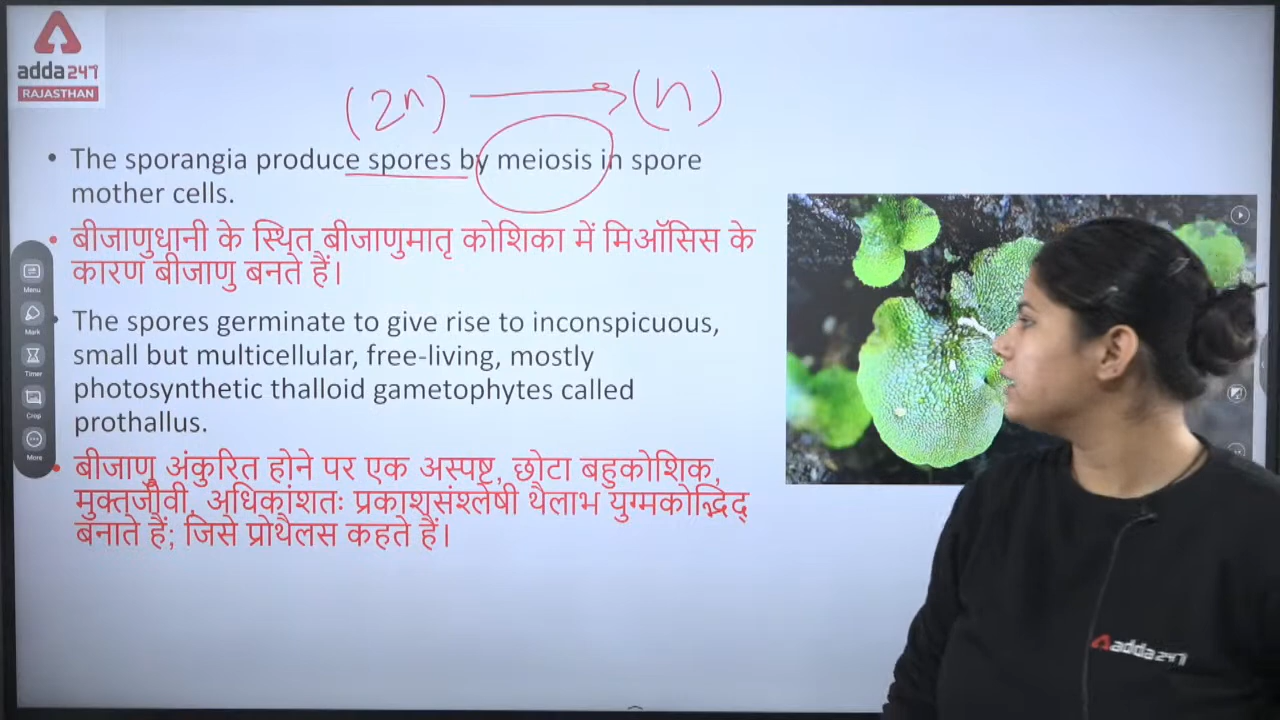 adda247
RAJASTHAN
(2n) → (n)
• The sporangia produce spores by meiosis in spore
mother cells.
• बीजाणुधानी के स्थित बीजाणुमातृ कोशिका में मिऑसिस के
कारण बीजाणु बनते हैं।
• The spores germinate to give rise to inconspicuous,
small but multicellular, free-living, mostly
photosynthetic thalloid gametophytes called
prothallus.
• बीजाणु अंकुरित होने पर एक अस्पष्ट, छोटा बहुकोशिक,
मुक्तजीवी, अधिकांशतः प्रकाशसंश्लेषी थैलाभ युग्मकोद्भिद्
बनाते हैं; जिसे प्रोथैलस कहते हैं।
Menu
Mark
Timer
Crop
More
adda247